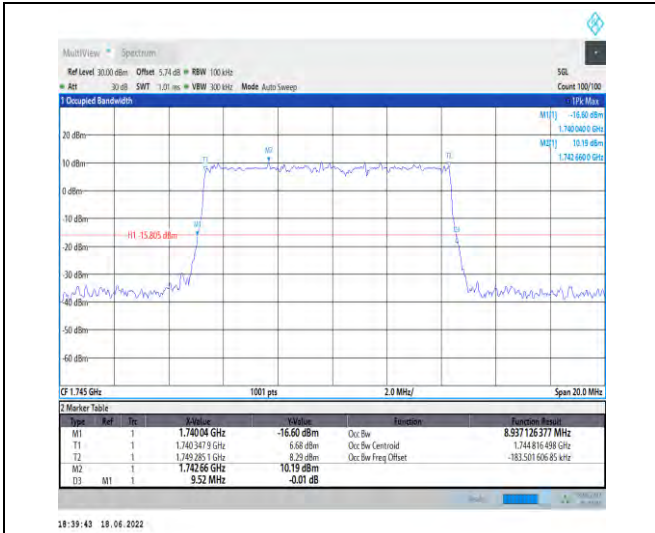 MultiView Spectrum
Ref Level 30.00 dBm Offset 5.74 dB RBW 100 kHz SGL
Att 30 dB SWT 1.01 ms VBW 300 kHz Mode Auto Sweep Count 100/100
1 Occupied Bandwidth 1Pk Max
M1[1] -16.60 dBm
1.740 040 0 GHz
M2[1] 10.19 dBm
1.742 660 0 GHz
20 dBm
M2
T1
T2
10 dBm
0 dBm
-10 dBm
M1
D3
H1 -15.805 dBm
-20 dBm
-30 dBm
-40 dBm
-50 dBm
-60 dBm
CF 1.745 GHz 1001 pts 2.0 MHz/ Span 20.0 MHz
2 Marker Table
Type Ref Trc X-Value Y-Value Function Function Result
M1 1 1.74004 GHz -16.60 dBm Occ Bw 8.937 126 377 MHz
T1 1 1.740 347 9 GHz 6.68 dBm Occ Bw Centroid 1.744 816 498 GHz
T2 1 1.749 285 1 GHz 8.29 dBm Occ Bw Freq Offset -183.501 606 85 kHz
M2 1 1.742 66 GHz 10.19 dBm
D3 M1 1 9.52 MHz -0.01 dB
18:39:43 18.06.2022